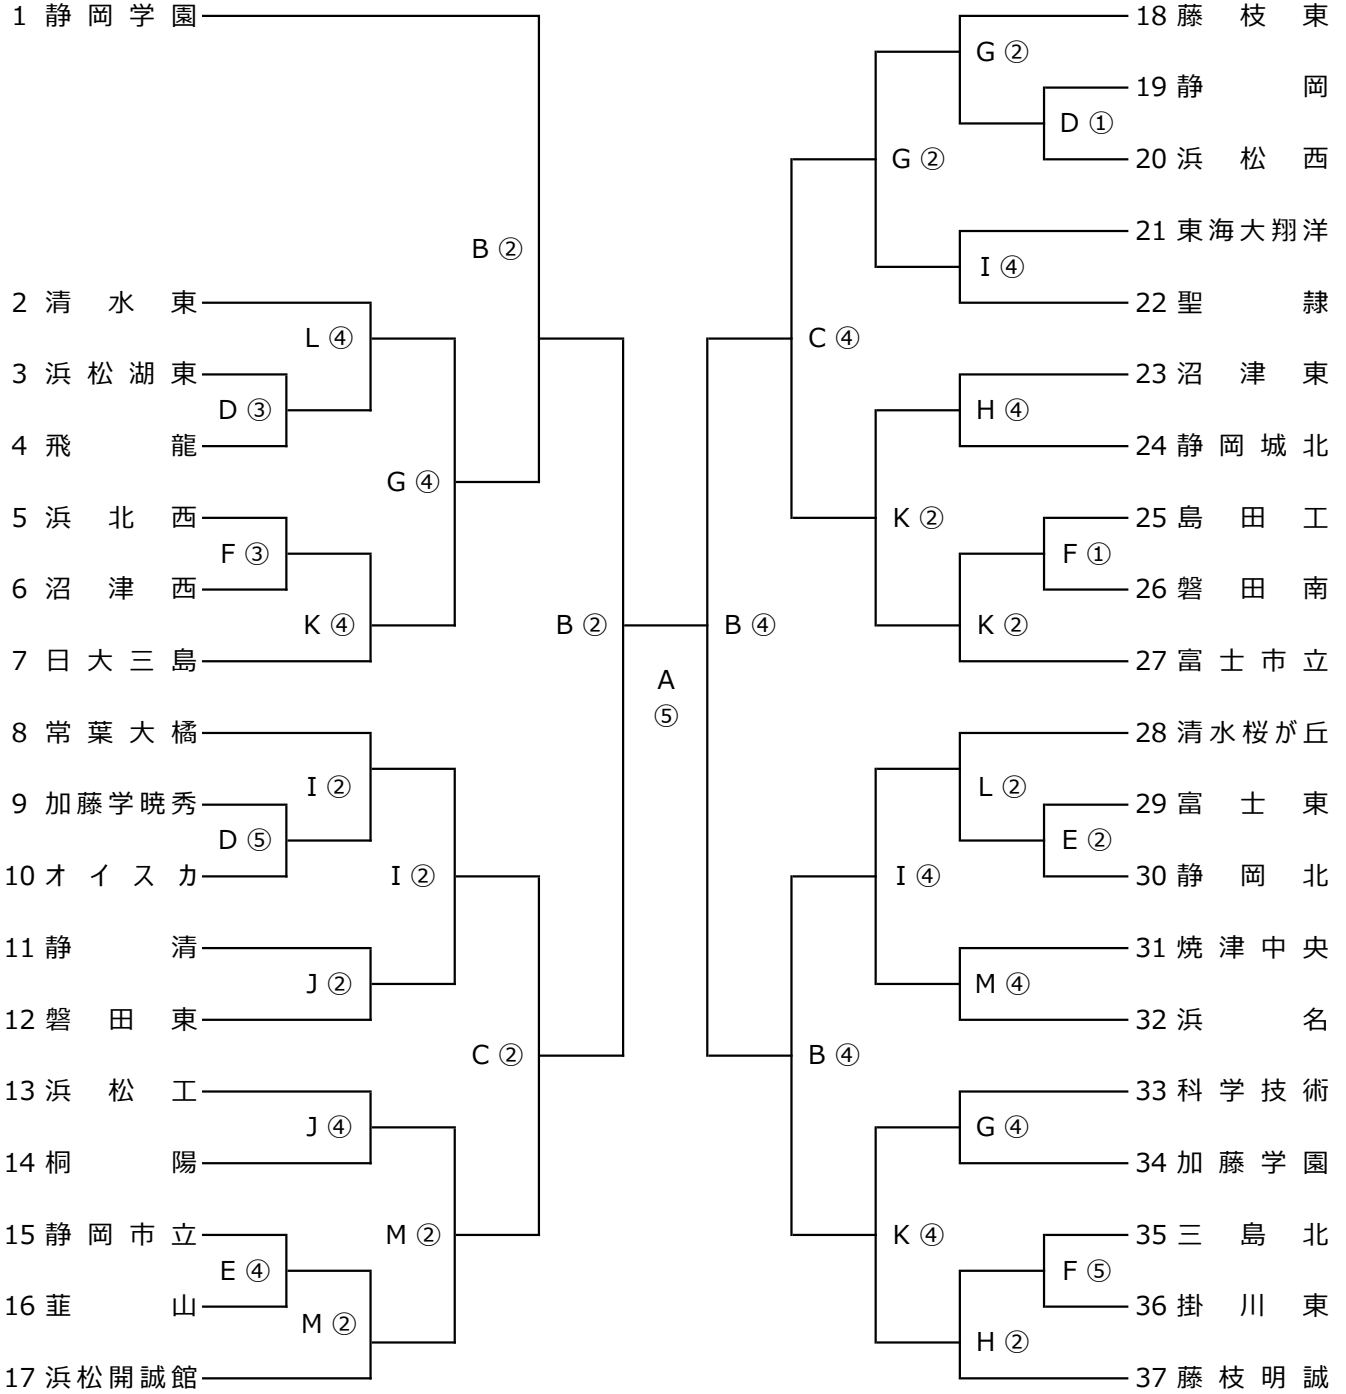 1 静岡学園
B ②
2 清水東
L ④
3 浜松湖東
D ③
4 飛龍
G ④
5 浜北西
F ③
6 沼津西
K ④
7 日大三島
B ②
8 常葉大橘
I ②
9 加藤学暁秀
D ⑤
10 オイスカ
I ②
11 静清
J ②
12 磐田東
C ②
13 浜松工
J ④
14 桐陽
15 静岡市立
M ②
E ④
16 韮山
M ②
17 浜松開誠館
A
⑤
18 藤枝東
G ②
19 静岡
D ①
20 浜松西
G ②
21 東海大翔洋
I ④
22 聖隷
C ④
23 沼津東
H ④
24 静岡城北
K ②
25 島田工
F ①
26 磐田南
K ②
27 富士市立
B ④
28 清水桜が丘
L ②
29 富士東
E ②
30 静岡北
I ④
31 焼津中央
M ④
32 浜名
B ④
33 科学技術
G ④
34 加藤学園
K ④
35 三島北
F ⑤
36 掛川東
H ②
37 藤枝明誠